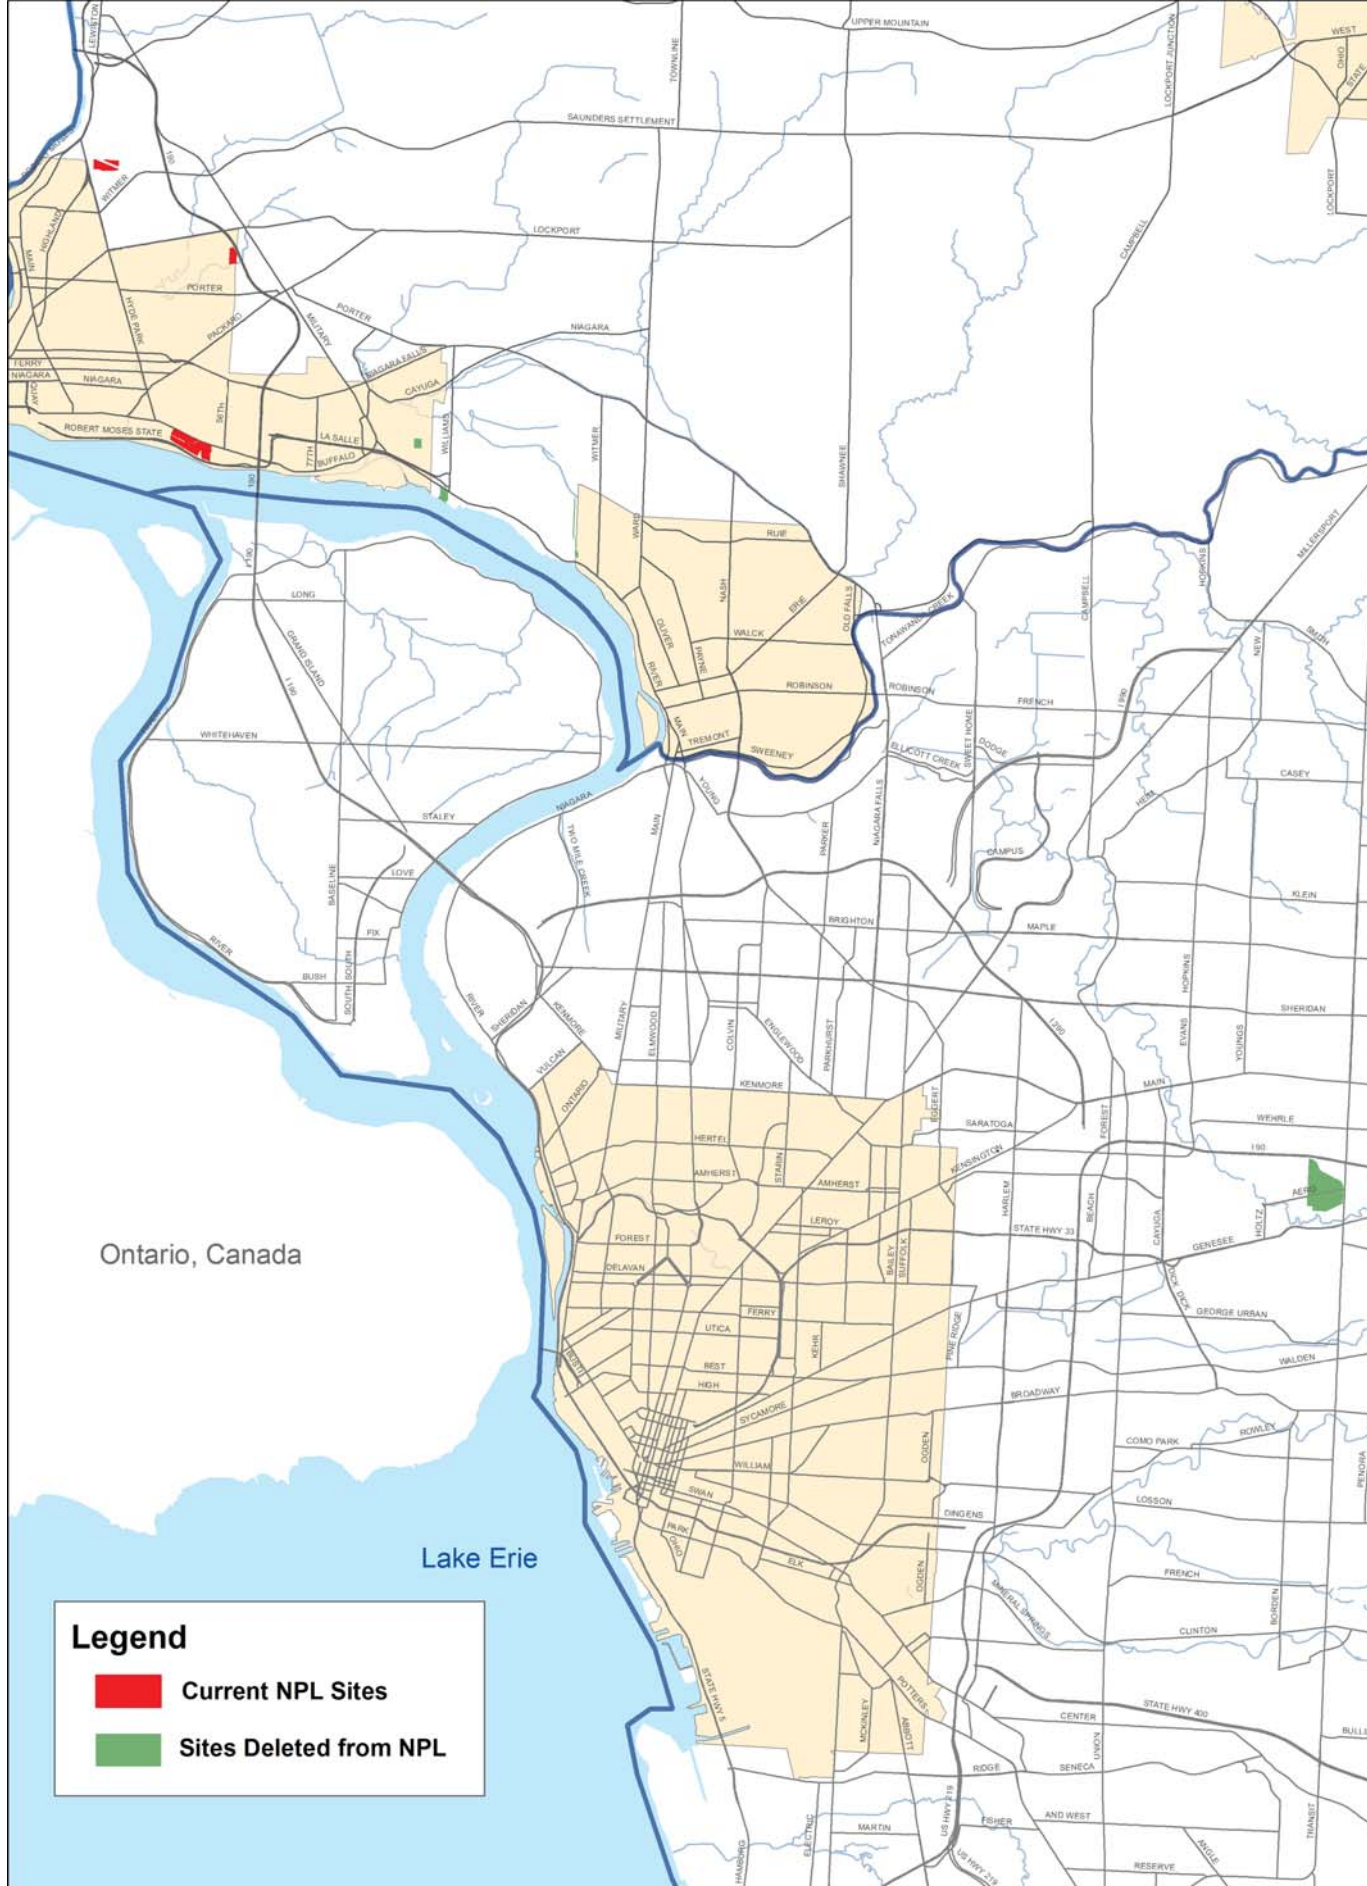 LEWISTON
UPPER MOUNTAIN
TOWNLINE
LOCKPORT JUNCTION
WEST
OHIO
STATE
SAUNDERS SETTLEMENT
190
WITMER
LOCKPORT
HIGHLAND
MAIN
LOCKPORT
CAMPBELL
PORTER
HYDE PARK
PACKARD
MILITARY
PORTER
NIAGARA
FERRY
NIAGARA
NIAGARA
QUAY
NIAGARA FALLS
CAYUGA
56TH
ROBERT MOSES STATE
LA SALLE
77TH
BUFFALO
WILLIAMS
WITMER
SHAWNEE
190
WARD
RUIE
MILLERSPORT
I 190
HOPKINS
LONG
NASH
ERIE
OLD FALLS
CAMPBELL
TONAWANDA CREEK
OLIVER
WALCK
PAYNE
RIVER
NEW
SMITH
GRAND ISLAND
I 190
ROBINSON
ROBINSON
FRENCH
I 990
WHITEHAVEN
MAIN
TREMONT
SWEENEY
ELLICOTT CREEK
SWEET HOME
DODGE
CASEY
YOUNG
NIAGARA
HEIM
STALEY
TWO MILE CREEK
MAIN
PARKER
NIAGARA FALLS
CAMPUS
LOVE
BASELINE
KLEIN
BRIGHTON
MAPLE
RIVER
FIX
BUSH
SOUTH SOUTH
HOPKINS
RIVER
SHERIDAN
KENMORE
MILITARY
ELMWOOD
COLVIN
ENGLEWOOD
PARKHURST
I 290
SHERIDAN
EVANS
YOUNGS
VULCAN
ONTARIO
KENMORE
EGGERT
MAIN
FOREST
SARATOGA
WEHRLE
HERTEL
STARIN
KENSINGTON
I 90
AMHERST
AMHERST
HARLEM
BEACH
AERO
HOLTZ
CAYUGA
LEROY
STATE HWY 33
GENESEE
Ontario, Canada
FOREST
DELAVAN
BAILEY
SUFFOLK
DICK DICK
FERRY
GEORGE URBAN
UTICA
KEHR
PINE RIDGE
BUSTI
BEST
WALDEN
HIGH
BROADWAY
SYCAMORE
ROWLEY
COMO PARK
OGDEN
WILLIAM
PENORA
SWAN
LOSSON
DINGENS
PARK
OHIO
Lake Erie
ELK
OGDEN
FRENCH
MINERAL SPRINGS
BORDEN
CLINTON
Legend
Current NPL Sites
Sites Deleted from NPL
STATE HWY 5
POTTERS
MCKINLEY
ABBOTT
STATE HWY 400
CENTER
UNION
RIDGE
SENECA
US HWY 219
FISHER
AND WEST
TRANSIT
MARTIN
ELECTRIC
HAMBURG
ANGLE
US HWY 219
RESERVE